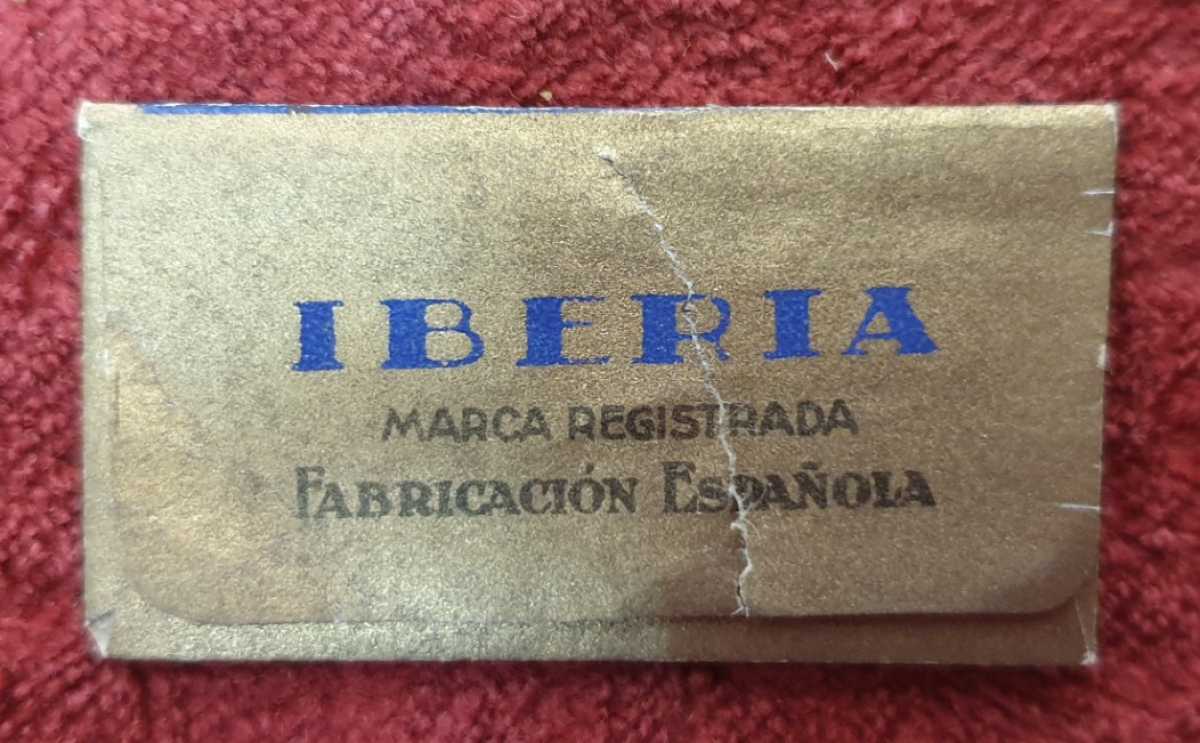 IBERIA
MARCA REGISTRADA
FABRICACIÓN ESPAÑOLA